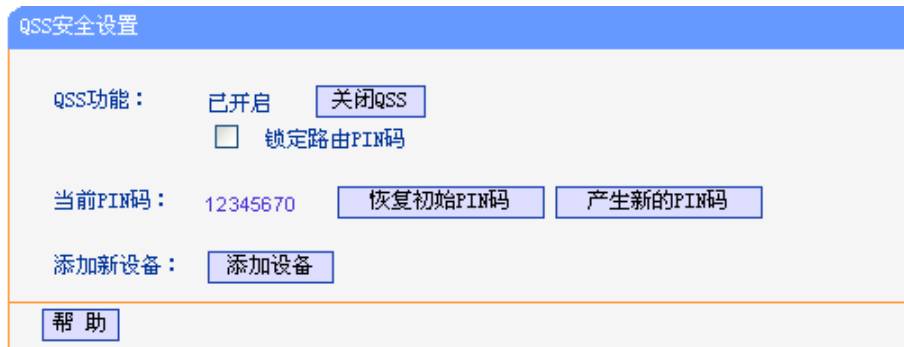 QSS安全设置
QSS功能： 已开启 关闭QSS
锁定路由PIN码
当前PIN码： 12345670 恢复初始PIN码 产生新的PIN码
添加新设备： 添加设备
帮 助